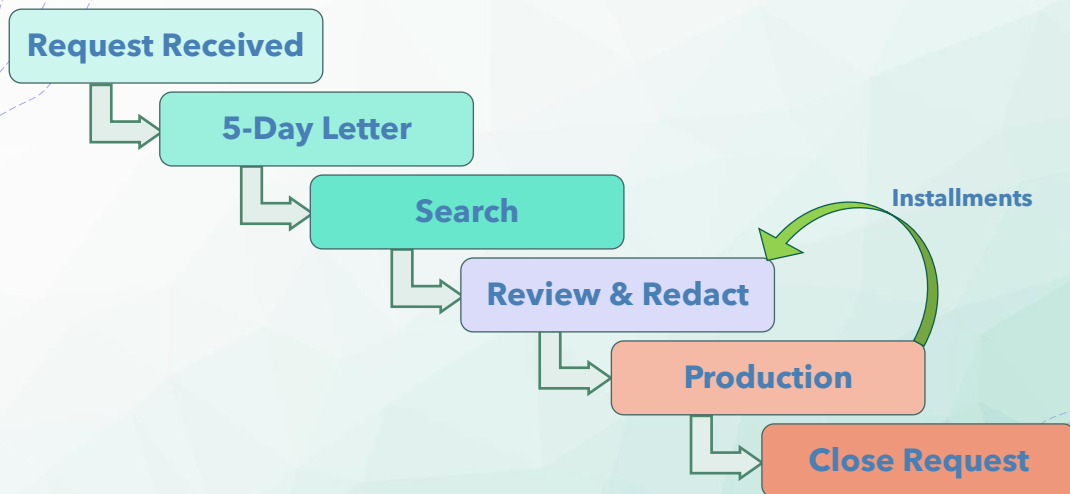 Request Received
5-Day Letter
Search
Installments
Review & Redact
Production
Close Request